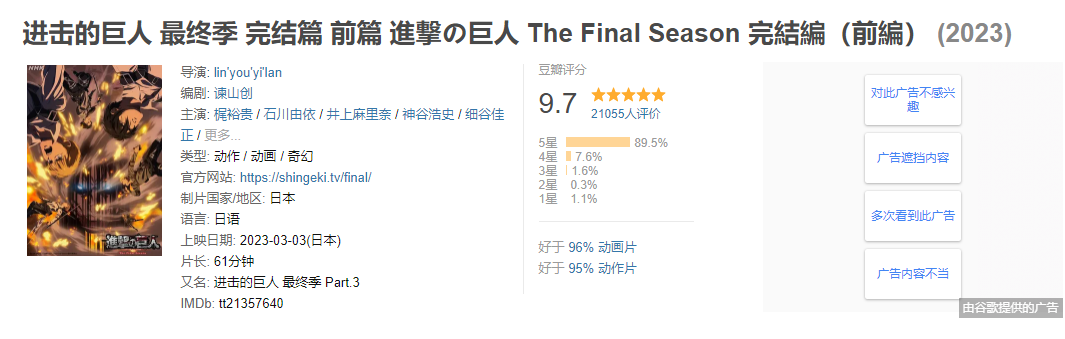 进击的巨人 最终季 完结篇 前篇 進撃の巨人 The Final Season 完結編（前編） (2023)
NHK
進撃の巨人
导演: lin'you'yi'lan
编剧: 谏山创
主演: 梶裕贵 / 石川由依 / 井上麻里奈 / 神谷浩史 / 细谷佳
正 / 更多...
类型: 动作 / 动画 / 奇幻
官方网站: https://shingeki.tv/final/
制片国家/地区: 日本
语言: 日语
上映日期: 2023-03-03(日本)
片长: 61分钟
又名: 进击的巨人 最终季 Part.3
IMDb: tt21357640
豆瓣评分
9.7
21055人评价
5星 89.5%
4星 7.6%
3星 1.6%
2星 0.3%
1星 1.1%
好于 96% 动画片
好于 95% 动作片
对此广告不感兴
趣
广告遮挡内容
多次看到此广告
广告内容不当
由谷歌提供的广告